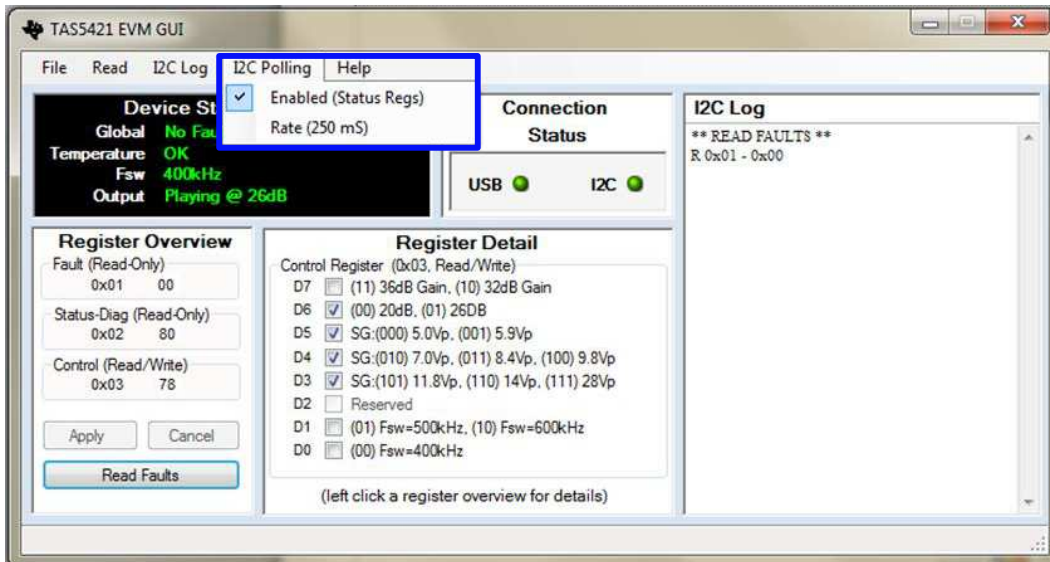 TAS5421 EVM GUI
File Read I2C Log I2C Polling Help
Enabled (Status Regs)
Rate (250 mS)
Device St
Global No Fau
Temperature OK
Fsw 400kHz
Output Playing @ 26dB
Connection
Status
USB I2C
I2C Log
** READ FAULTS **
R 0x01 - 0x00
Register Overview
Fault (Read-Only)
0x01 00
Status-Diag (Read-Only)
0x02 80
Control (Read/Write)
0x03 78
Apply Cancel
Read Faults
Register Detail
Control Register (0x03, Read/Write)
D7 (11) 36dB Gain, (10) 32dB Gain
D6 (00) 20dB, (01) 26DB
D5 SG:(000) 5.0Vp, (001) 5.9Vp
D4 SG:(010) 7.0Vp, (011) 8.4Vp, (100) 9.8Vp
D3 SG:(101) 11.8Vp, (110) 14Vp, (111) 28Vp
D2 Reserved
D1 (01) Fsw=500kHz, (10) Fsw=600kHz
D0 (00) Fsw=400kHz
(left click a register overview for details)